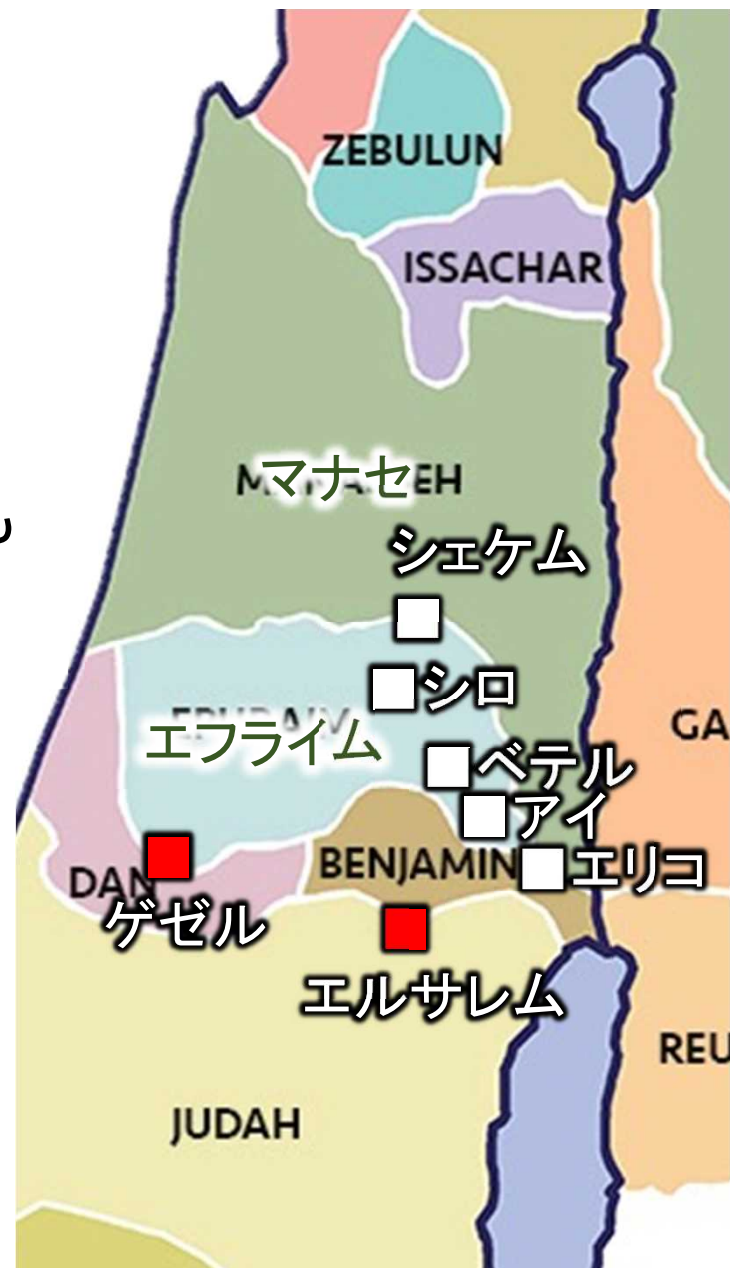 ZEBULUN
ISSACHAR
マナセ
シェケム
シロ
GA
エフライム
ベテル
アイ
BENJAMIN
エリコ
DAN
ゲゼル
エルサレム
REU
JUDAH